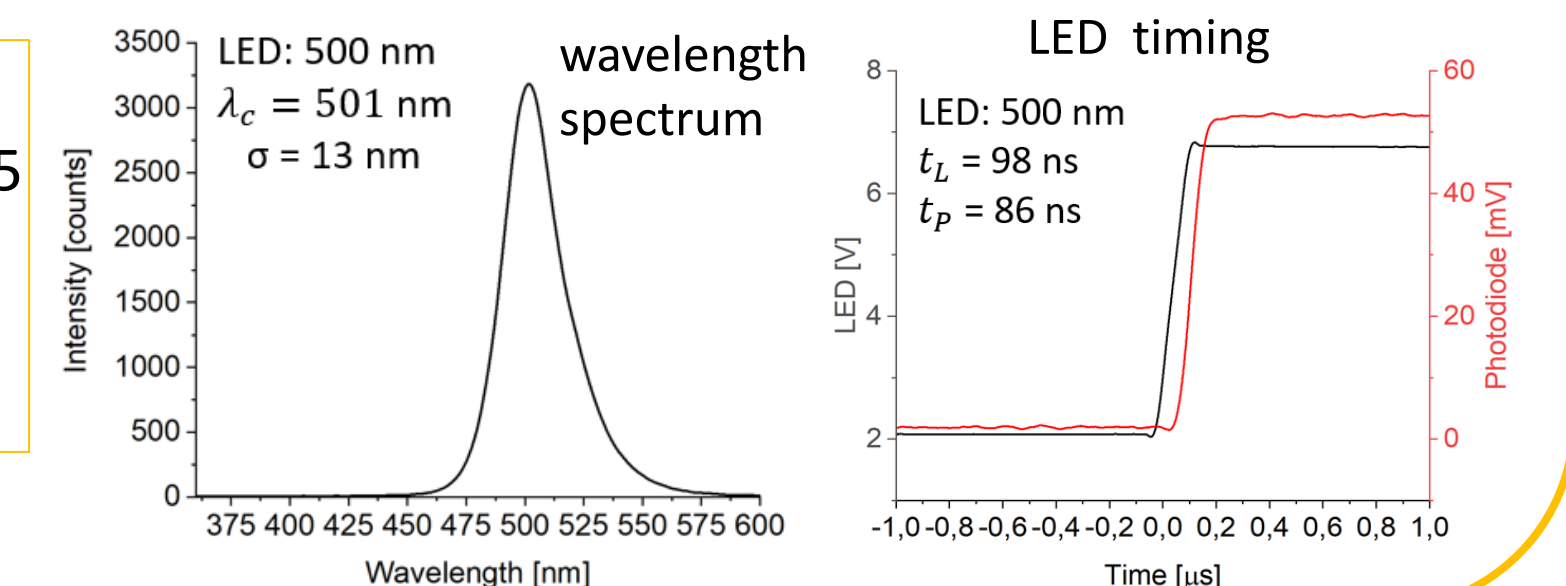 5
wavelength
spectrum
LED: 500 nm
λc = 501 nm
σ = 13 nm
Intensity [counts]
3500
3000
2500
2000
1500
1000
500
0
375 400 425 450 475 500 525 550 575 600
Wavelength [nm]
LED timing
LED: 500 nm
tL = 98 ns
tP = 86 ns
LED [V]
8
6
4
2
60
40
20
0
Photodiode [mV]
-1,0 -0,8 -0,6 -0,4 -0,2 0,0 0,2 0,4 0,6 0,8 1,0
Time [μs]